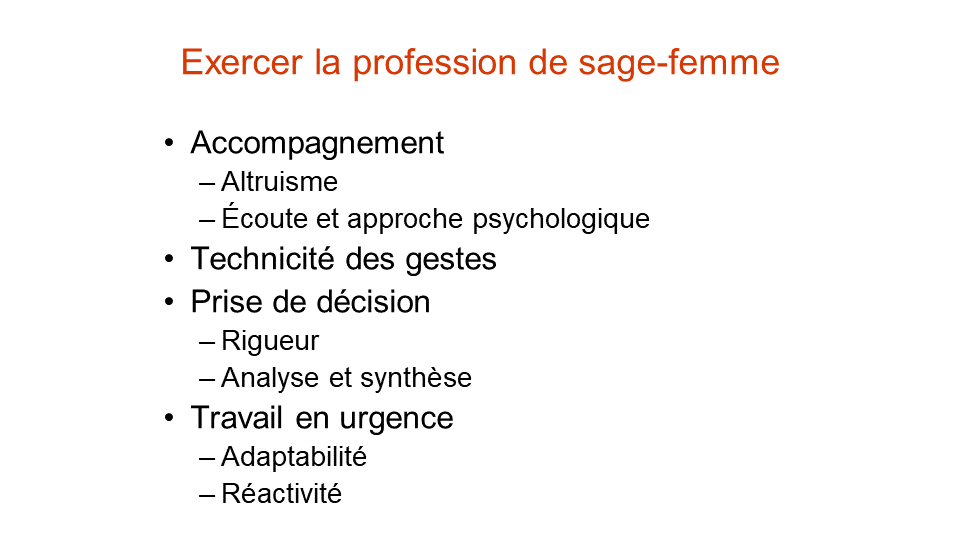 Exercer la profession de sage-femme
• Accompagnement
– Altruisme
– Écoute et approche psychologique
• Technicité des gestes
• Prise de décision
– Rigueur
– Analyse et synthèse
• Travail en urgence
– Adaptabilité
– Réactivité